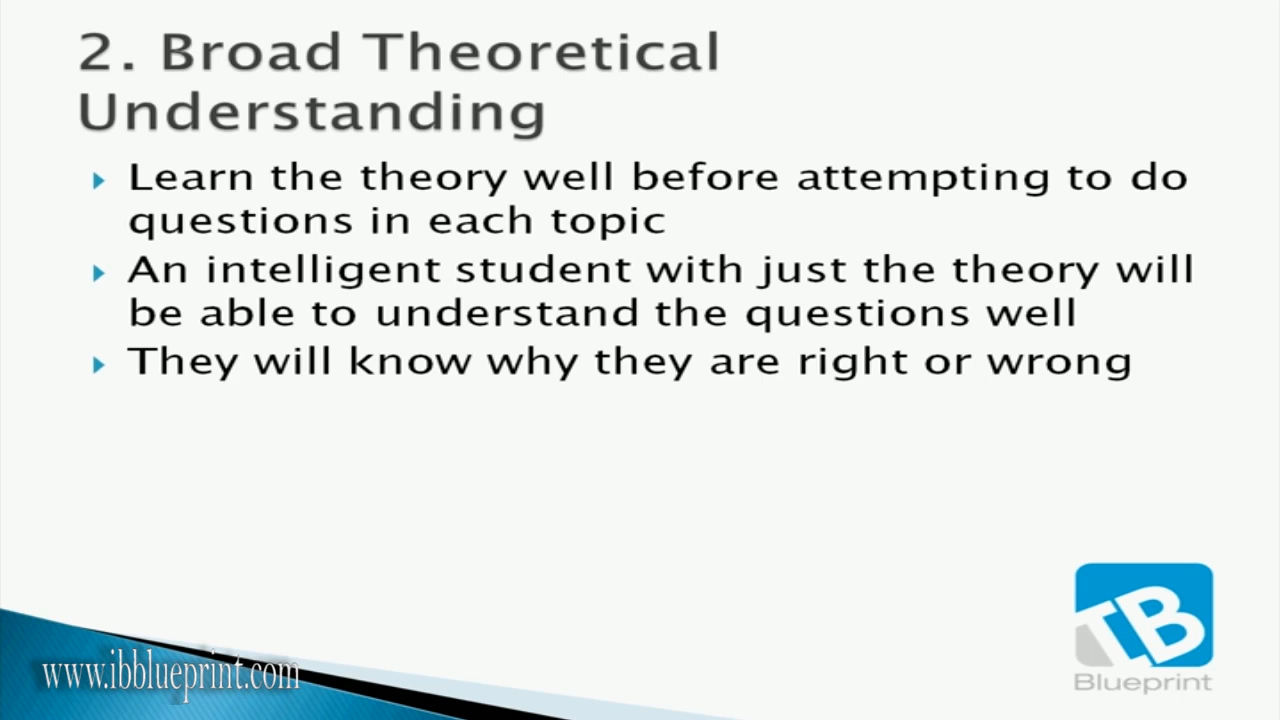 2. Broad Theoretical
Understanding
Learn the theory well before attempting to do
questions in each topic
An intelligent student with just the theory will
be able to understand the questions well
They will know why they are right or wrong
IB
Blueprint
www.ibblueprint.com